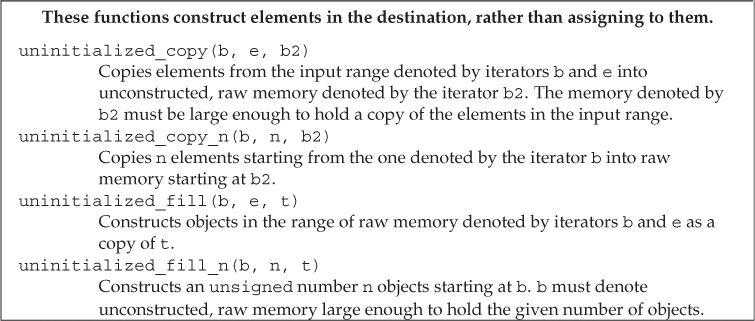 These functions construct elements in the destination, rather than assigning to them.
uninitialized_copy(b, e, b2)
Copies elements from the input range denoted by iterators b and e into
unconstructed, raw memory denoted by the iterator b2. The memory denoted by
b2 must be large enough to hold a copy of the elements in the input range.
uninitialized_copy_n(b, n, b2)
Copies n elements starting from the one denoted by the iterator b into raw
memory starting at b2.
uninitialized_fill(b, e, t)
Constructs objects in the range of raw memory denoted by iterators b and e as a
copy of t.
uninitialized_fill_n(b, n, t)
Constructs an unsigned number n objects starting at b. b must denote
unconstructed, raw memory large enough to hold the given number of objects.